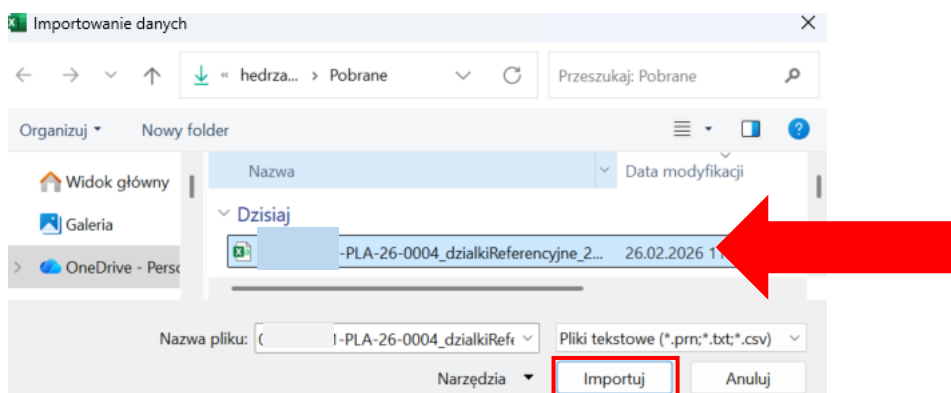 Importowanie danych
« hedrza... > Pobrane
Przeszukaj: Pobrane
Organizuj
Nowy folder
Nazwa
Data modyfikacji
Widok główny
Dzisiaj
Galeria
-PLA-26-0004_dzialkiReferencyjne_2... 26.02.2026 1
OneDrive - Perso
Nazwa pliku:
-PLA-26-0004_dzialkiRefe
Pliki tekstowe (*.prn;*.txt;*.csv)
Narzędzia
Importuj
Anuluj